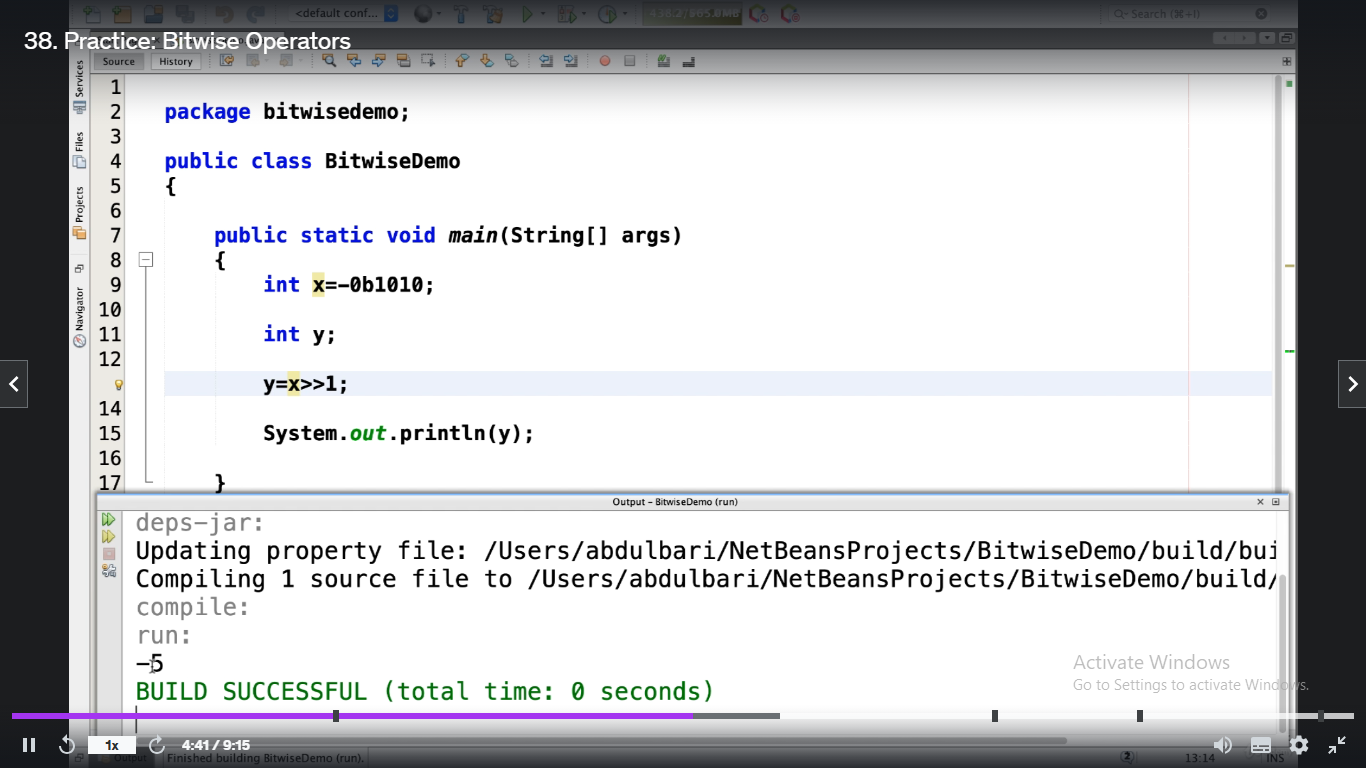 <default conf...
436.2/565.0MB
Search (⌘+I)
38. Practice: Bitwise Operators
Source
History
Services
Files
Projects
Navigator
1
2 package bitwisedemo;
3
4 public class BitwiseDemo
5 {
6
7 public static void main(String[] args)
8 {
9 int x=-0b1010;
10
11 int y;
12
y=x>>1;
14
15 System.out.println(y);
16
17 }
Output - BitwiseDemo (run)
deps-jar:
Updating property file: /Users/abdulbari/NetBeansProjects/BitwiseDemo/build/bui
Compiling 1 source file to /Users/abdulbari/NetBeansProjects/BitwiseDemo/build/
compile:
run:
-5
BUILD SUCCESSFUL (total time: 0 seconds)
Activate Windows
Go to Settings to activate Windows.
1x
4:41 / 9:15
Output
Finished building BitwiseDemo (run).
2
13:14
INS